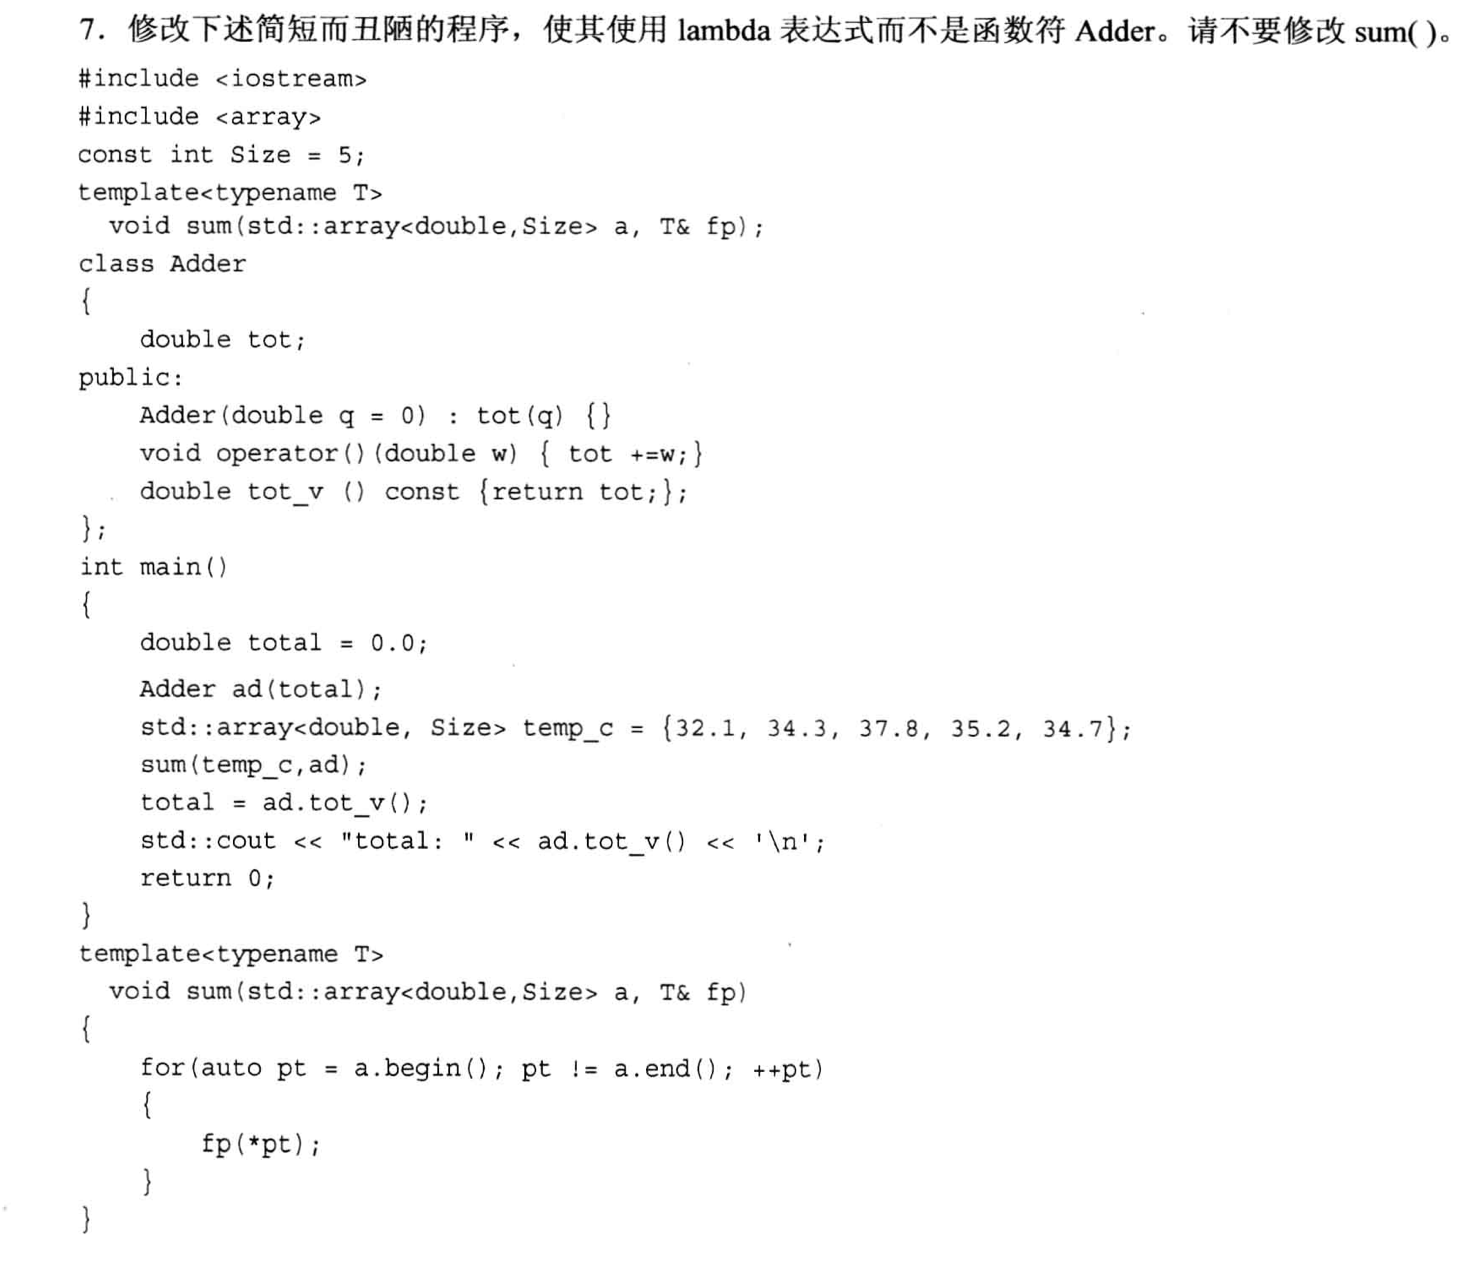 7. 修改下述简短而丑陋的程序，使其使用 lambda 表达式而不是函数符 Adder。请不要修改 sum( )。
#include <iostream>
#include <array>
const int Size = 5;
template<typename T>
  void sum(std::array<double,Size> a, T& fp);
class Adder
{
    double tot;
public:
    Adder(double q = 0) : tot(q) {}
    void operator()(double w) { tot +=w;}
    double tot_v () const {return tot;};
};
int main()
{
    double total = 0.0;
    Adder ad(total);
    std::array<double, Size> temp_c = {32.1, 34.3, 37.8, 35.2, 34.7};
    sum(temp_c,ad);
    total = ad.tot_v();
    std::cout << "total: " << ad.tot_v() << '\n';
    return 0;
}
template<typename T>
  void sum(std::array<double,Size> a, T& fp)
{
    for(auto pt = a.begin(); pt != a.end(); ++pt)
    {
        fp(*pt);
    }
}